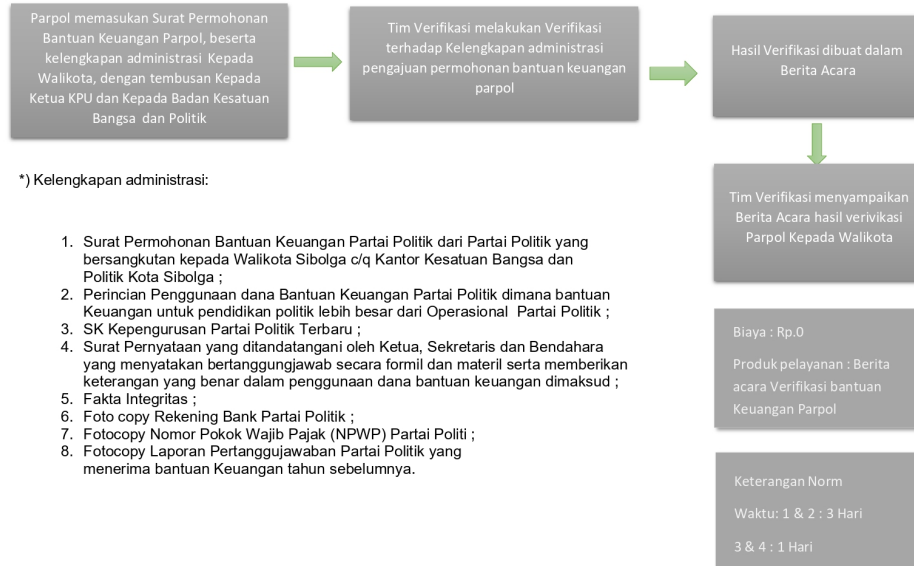 Parpol memasukan Surat Permohonan
Bantuan Keuangan Parpol, beserta
kelengkapan administrasi Kepada
Walikota, dengan tembusan Kepada
Ketua KPU dan Kepada Badan Kesatuan
Bangsa dan Politik
Tim Verifikasi melakukan Verifikasi
terhadap Kelengkapan administrasi
pengajuan permohonan bantuan keuangan
parpol
Hasil Verifikasi dibuat dalam
Berita Acara
Tim Verifikasi menyampaikan
Berita Acara hasil verivikasi
Parpol Kepada Walikota
*) Kelengkapan administrasi:
1. Surat Permohonan Bantuan Keuangan Partai Politik dari Partai Politik yang
bersangkutan kepada Walikota Sibolga c/q Kantor Kesatuan Bangsa dan
Politik Kota Sibolga ;
2. Perincian Penggunaan dana Bantuan Keuangan Partai Politik dimana bantuan
Keuangan untuk pendidikan politik lebih besar dari Operasional Partai Politik ;
3. SK Kepengurusan Partai Politik Terbaru ;
4. Surat Pernyataan yang ditandatangani oleh Ketua, Sekretaris dan Bendahara
yang menyatakan bertanggungjawab secara formil dan materil serta memberikan
keterangan yang benar dalam penggunaan dana bantuan keuangan dimaksud ;
5. Fakta Integritas ;
6. Foto copy Rekening Bank Partai Politik ;
7. Fotocopy Nomor Pokok Wajib Pajak (NPWP) Partai Politi ;
8. Fotocopy Laporan Pertanggujawaban Partai Politik yang
menerima bantuan Keuangan tahun sebelumnya.
Biaya : Rp.0
Produk pelayanan : Berita
acara Verifikasi bantuan
Keuangan Parpol
Keterangan Norm
Waktu: 1 & 2 : 3 Hari
3 & 4 : 1 Hari